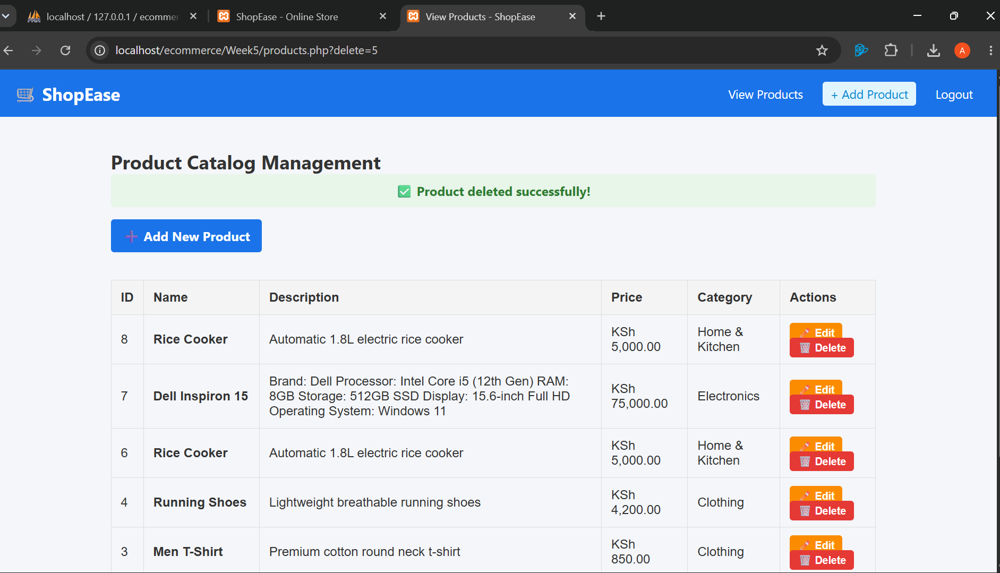 localhost / 127.0.0.1 / ecommer
ShopEase - Online Store
View Products - ShopEase
localhost/ecommerce/Week5/products.php?delete=5
A
ShopEase
View Products
+ Add Product
Logout
Product Catalog Management
✅ Product deleted successfully!
➕ Add New Product
ID Name Description Price Category Actions
8 Rice Cooker Automatic 1.8L electric rice cooker KSh 5,000.00 Home & Kitchen Edit Delete
7 Dell Inspiron 15 Brand: Dell Processor: Intel Core i5 (12th Gen) RAM: 8GB Storage: 512GB SSD Display: 15.6-inch Full HD Operating System: Windows 11 KSh 75,000.00 Electronics Edit Delete
6 Rice Cooker Automatic 1.8L electric rice cooker KSh 5,000.00 Home & Kitchen Edit Delete
4 Running Shoes Lightweight breathable running shoes KSh 4,200.00 Clothing Edit Delete
3 Men T-Shirt Premium cotton round neck t-shirt KSh 850.00 Clothing Edit Delete